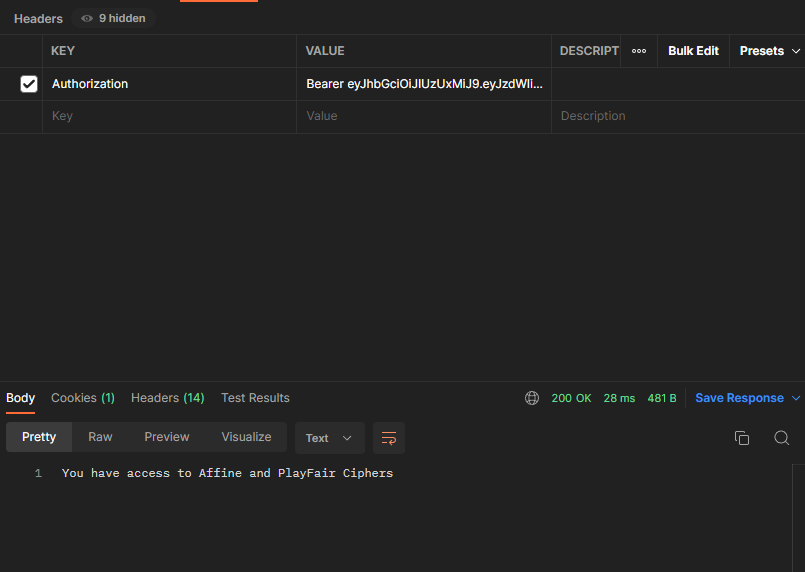 Headers 9 hidden
KEY VALUE DESCRIPT ooo Bulk Edit Presets
Authorization Bearer eyJhbGciOiJIUzUxMiJ9.eyJzdWIi...
Key Value Description
Body Cookies (1) Headers (14) Test Results 200 OK 28 ms 481 B Save Response
Pretty Raw Preview Visualize Text
1 You have access to Affine and PlayFair Ciphers